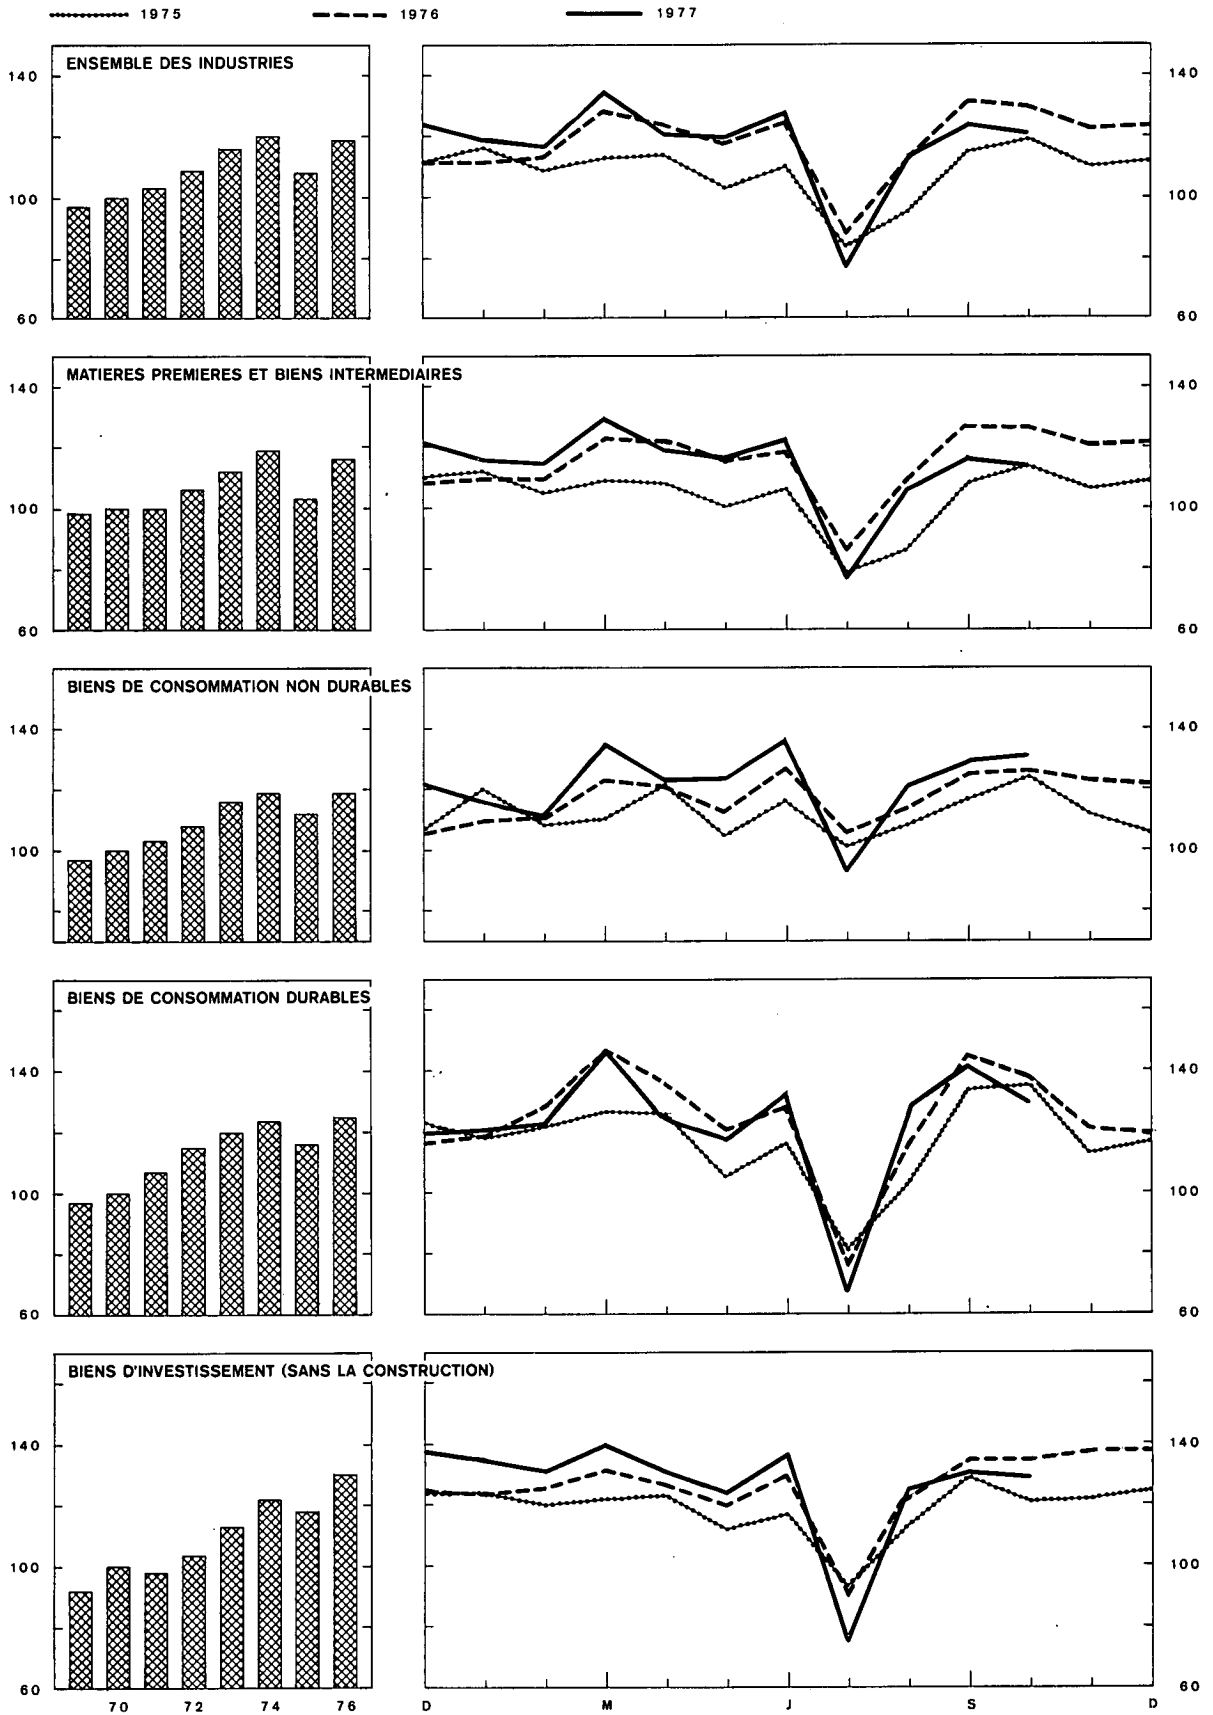 1975 1976 1977
ENSEMBLE DES INDUSTRIES
140 140
100 100
60 60
MATIERES PREMIERES ET BIENS INTERMEDIAIRES
140 140
100 100
60 60
BIENS DE CONSOMMATION NON DURABLES
140 140
100 100
BIENS DE CONSOMMATION DURABLES
140 140
100 100
60 60
BIENS D'INVESTISSEMENT (SANS LA CONSTRUCTION)
140 140
100 100
60 60
70 72 74 76 D M J S D